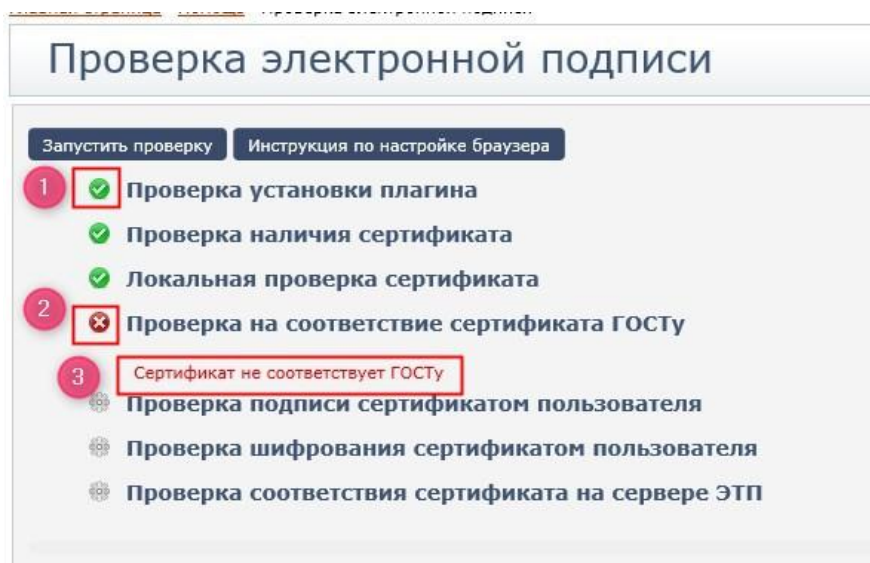 Проверка электронной подписи
Запустить проверку Инструкция по настройке браузера
1 Проверка установки плагина
Проверка наличия сертификата
Локальная проверка сертификата
2 Проверка на соответствие сертификата ГОСТу
3 Сертификат не соответствует ГОСТу
Проверка подписи сертификатом пользователя
Проверка шифрования сертификатом пользователя
Проверка соответствия сертификата на сервере ЭТП